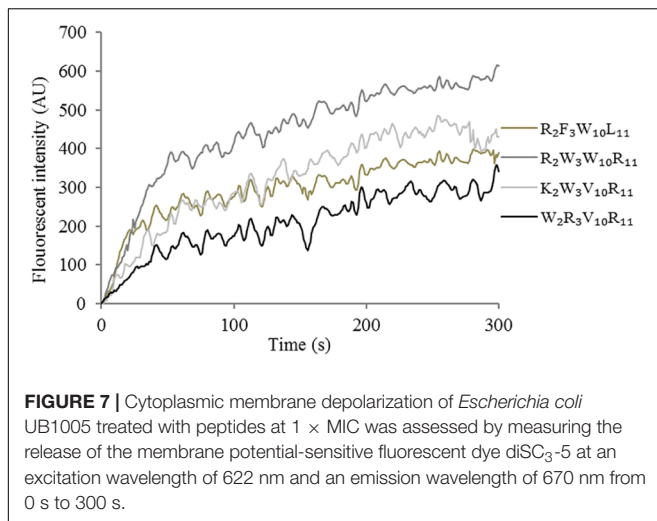 700
600
500
400
300
200
100
0
Flouorescent intensity (AU)
0
100
200
300
Time (s)
R₂F₃W₁₀L₁₁
R₂W₃W₁₀R₁₁
K₂W₃V₁₀R₁₁
W₂R₃V₁₀R₁₁
FIGURE 7 | Cytoplasmic membrane depolarization of Escherichia coli
UB1005 treated with peptides at 1 × MIC was assessed by measuring the
release of the membrane potential-sensitive fluorescent dye diSC₃-5 at an
excitation wavelength of 622 nm and an emission wavelength of 670 nm from
0 s to 300 s.